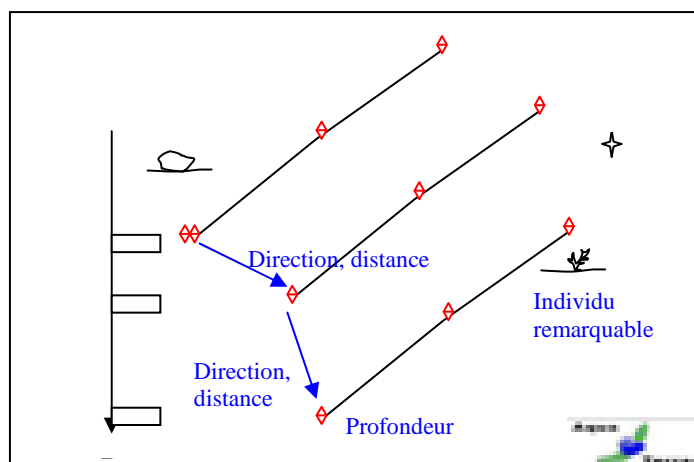 Direction, distance
Individu
remarquable
Direction,
distance
Profondeur